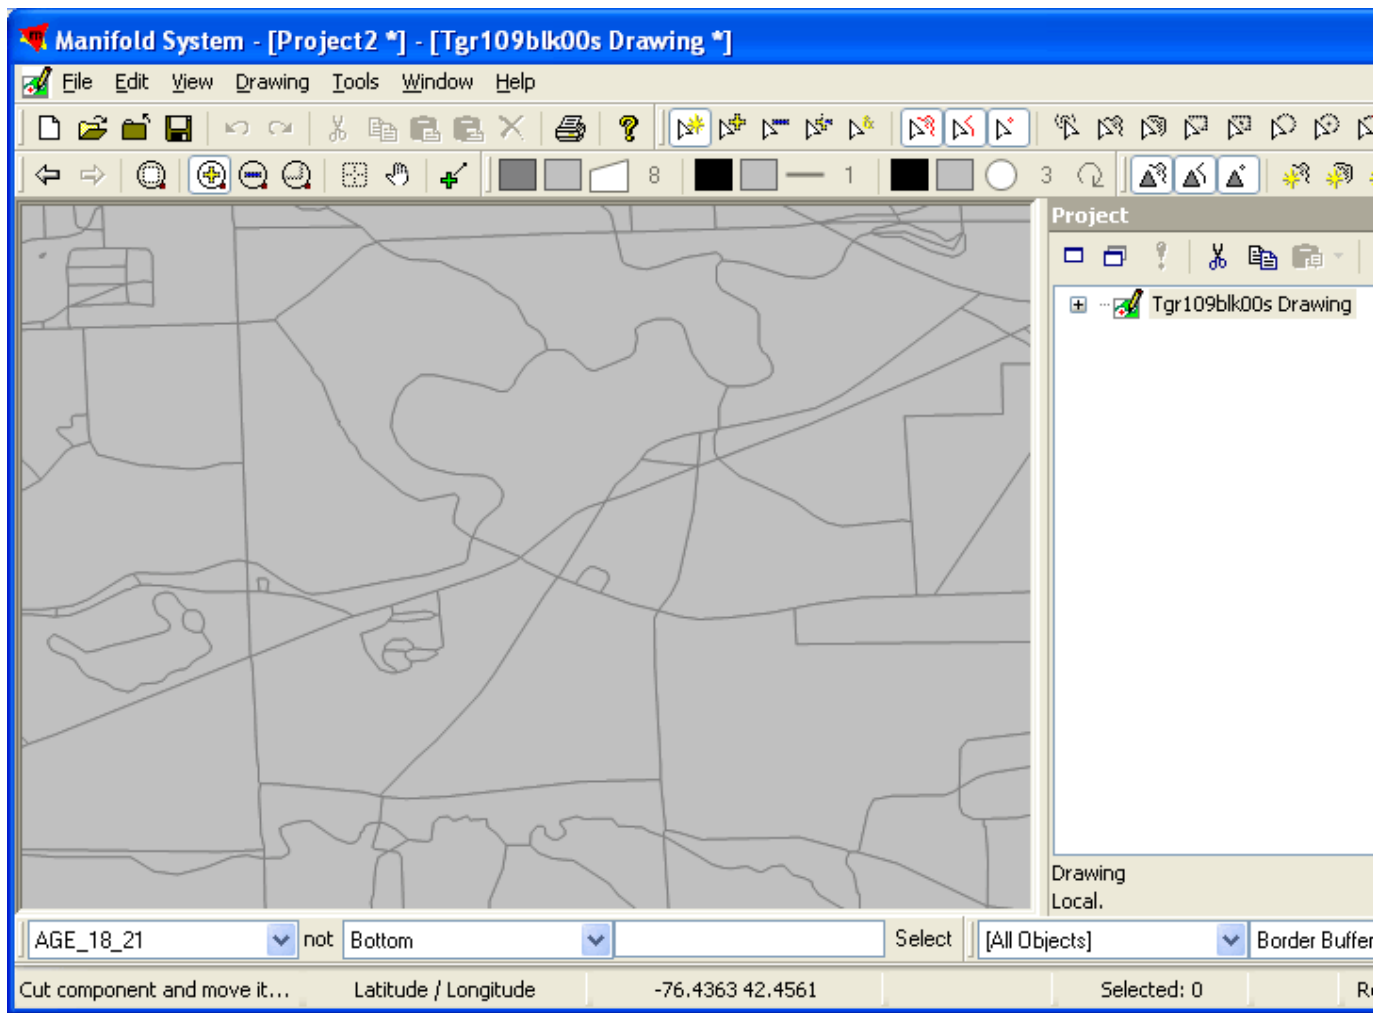 Manifold System - [Project2 *] - [Tgr109blk00s Drawing *]
File Edit View Drawing Tools Window Help
8 1 3
Project
Tgr109blk00s Drawing
Drawing
Local.
AGE_18_21 not Bottom Select [All Objects] Border Buffer
Cut component and move it... Latitude / Longitude -76.4363 42.4561 Selected: 0